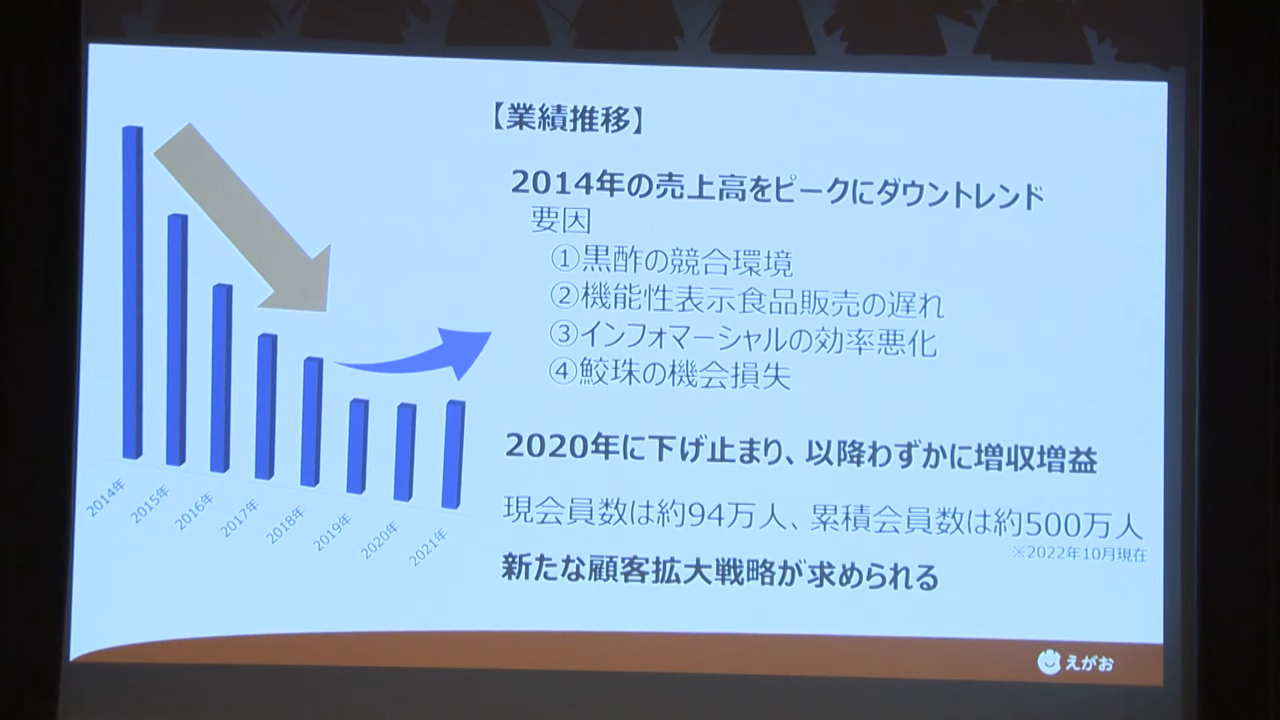 【業績推移】
2014年の売上高をピークにダウントレンド
要因
①黒酢の競合環境
②機能性表示食品販売の遅れ
③インフォマーシャルの効率悪化
④鮫珠の機会損失
2020年に下げ止まり、以降わずかに増収増益
現会員数は約94万人、累積会員数は約500万人
※2022年10月現在
新たな顧客拡大戦略が求められる
2014年
2015年
2016年
2017年
2018年
2019年
2020年
2021年
えがお